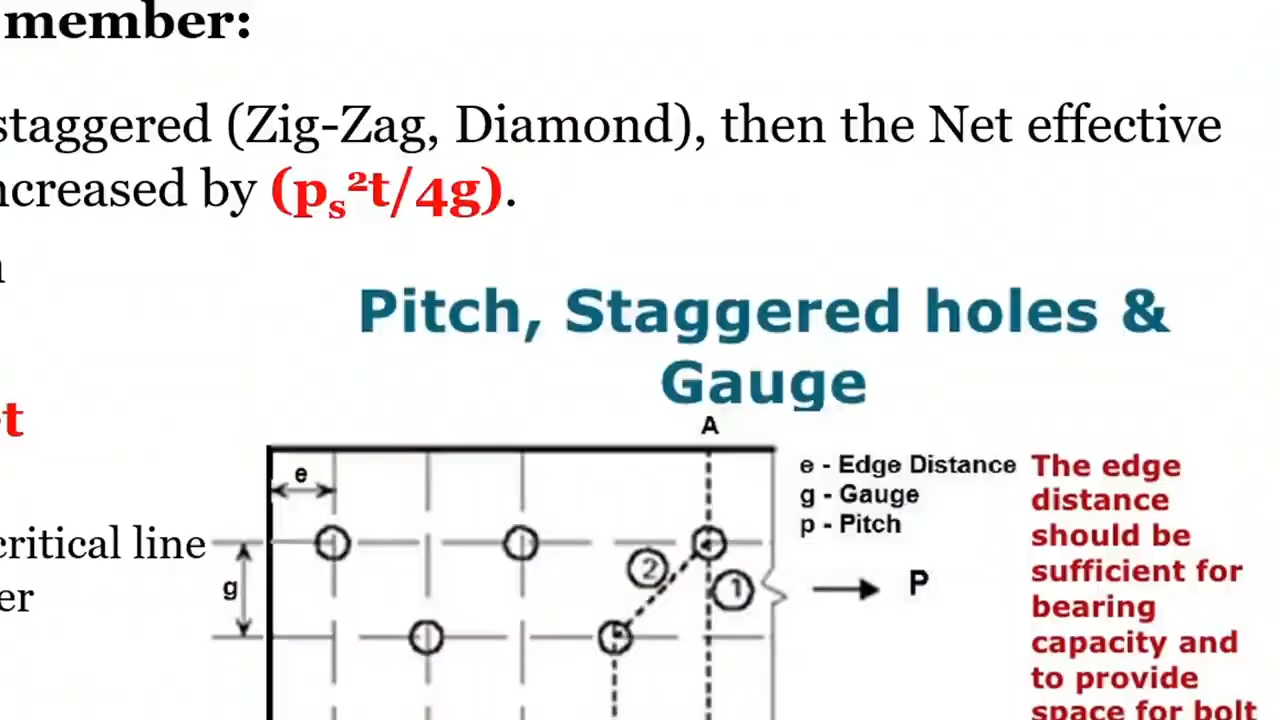 member:
staggered (Zig-Zag, Diamond), then the Net effective
ncreased by (pₛ²t/4g).
Pitch, Staggered holes &
Gauge
t
A
e
e - Edge Distance
g - Gauge
p - Pitch
The edge
distance
should be
sufficient for
bearing
capacity and
to provide
space for bolt
critical line
er
g
2
1
P